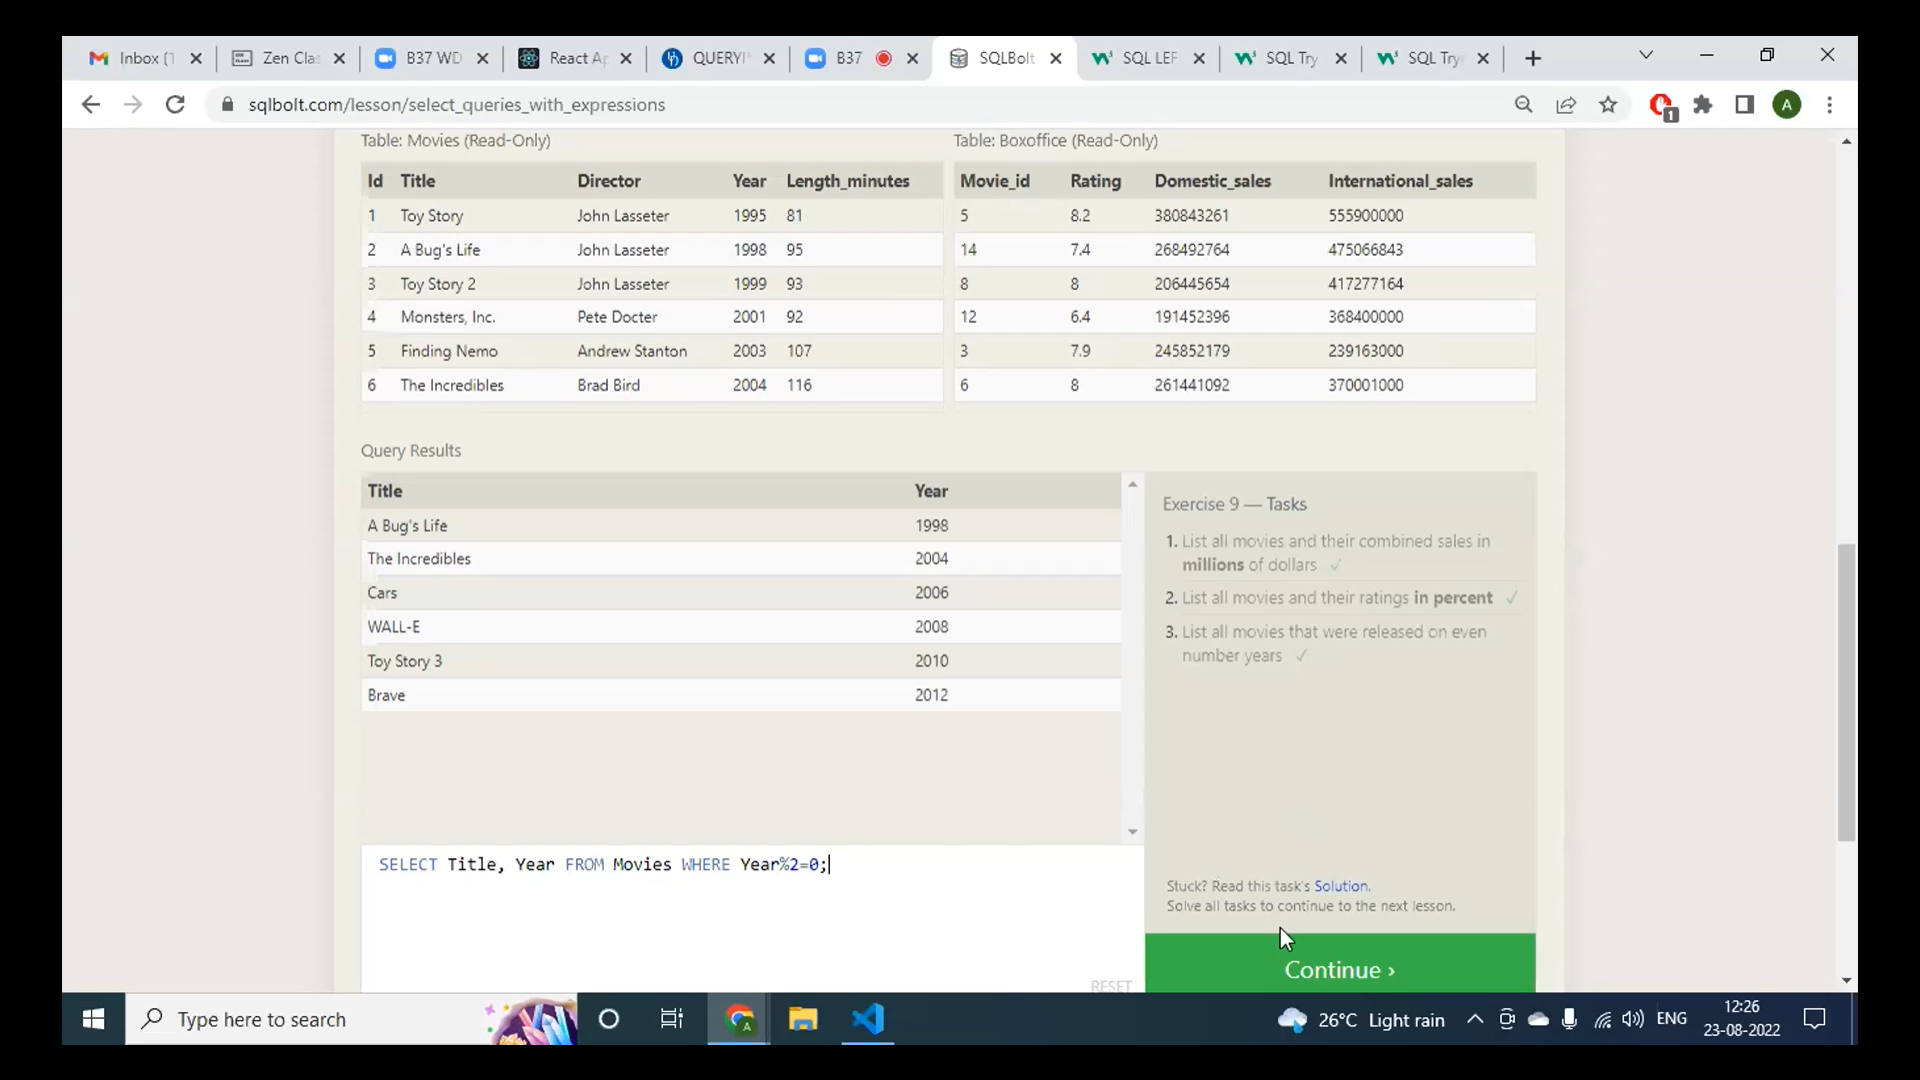 Inbox (1
Zen Clas
B37 WD
React Ap
QUERYI
B37
SQLBolt
SQL LEF
SQL Try
SQL Try
sqlbolt.com/lesson/select_queries_with_expressions
1
A
Table: Movies (Read-Only)
Table: Boxoffice (Read-Only)
Id Title Director Year Length_minutes
Movie_id Rating Domestic_sales International_sales
1 Toy Story John Lasseter 1995 81
5 8.2 380843261 555900000
2 A Bug's Life John Lasseter 1998 95
14 7.4 268492764 475066843
3 Toy Story 2 John Lasseter 1999 93
8 8 206445654 417277164
4 Monsters, Inc. Pete Docter 2001 92
12 6.4 191452396 368400000
5 Finding Nemo Andrew Stanton 2003 107
3 7.9 245852179 239163000
6 The Incredibles Brad Bird 2004 116
6 8 261441092 370001000
Query Results
Title Year
A Bug's Life 1998
The Incredibles 2004
Cars 2006
WALL-E 2008
Toy Story 3 2010
Brave 2012
Exercise 9 — Tasks
1. List all movies and their combined sales in
millions of dollars ✓
2. List all movies and their ratings in percent ✓
3. List all movies that were released on even
number years ✓
SELECT Title, Year FROM Movies WHERE Year%2=0;
RESET
Stuck? Read this task's Solution.
Solve all tasks to continue to the next lesson.
Continue ›
Type here to search
A
26°C Light rain
ENG
12:26
23-08-2022